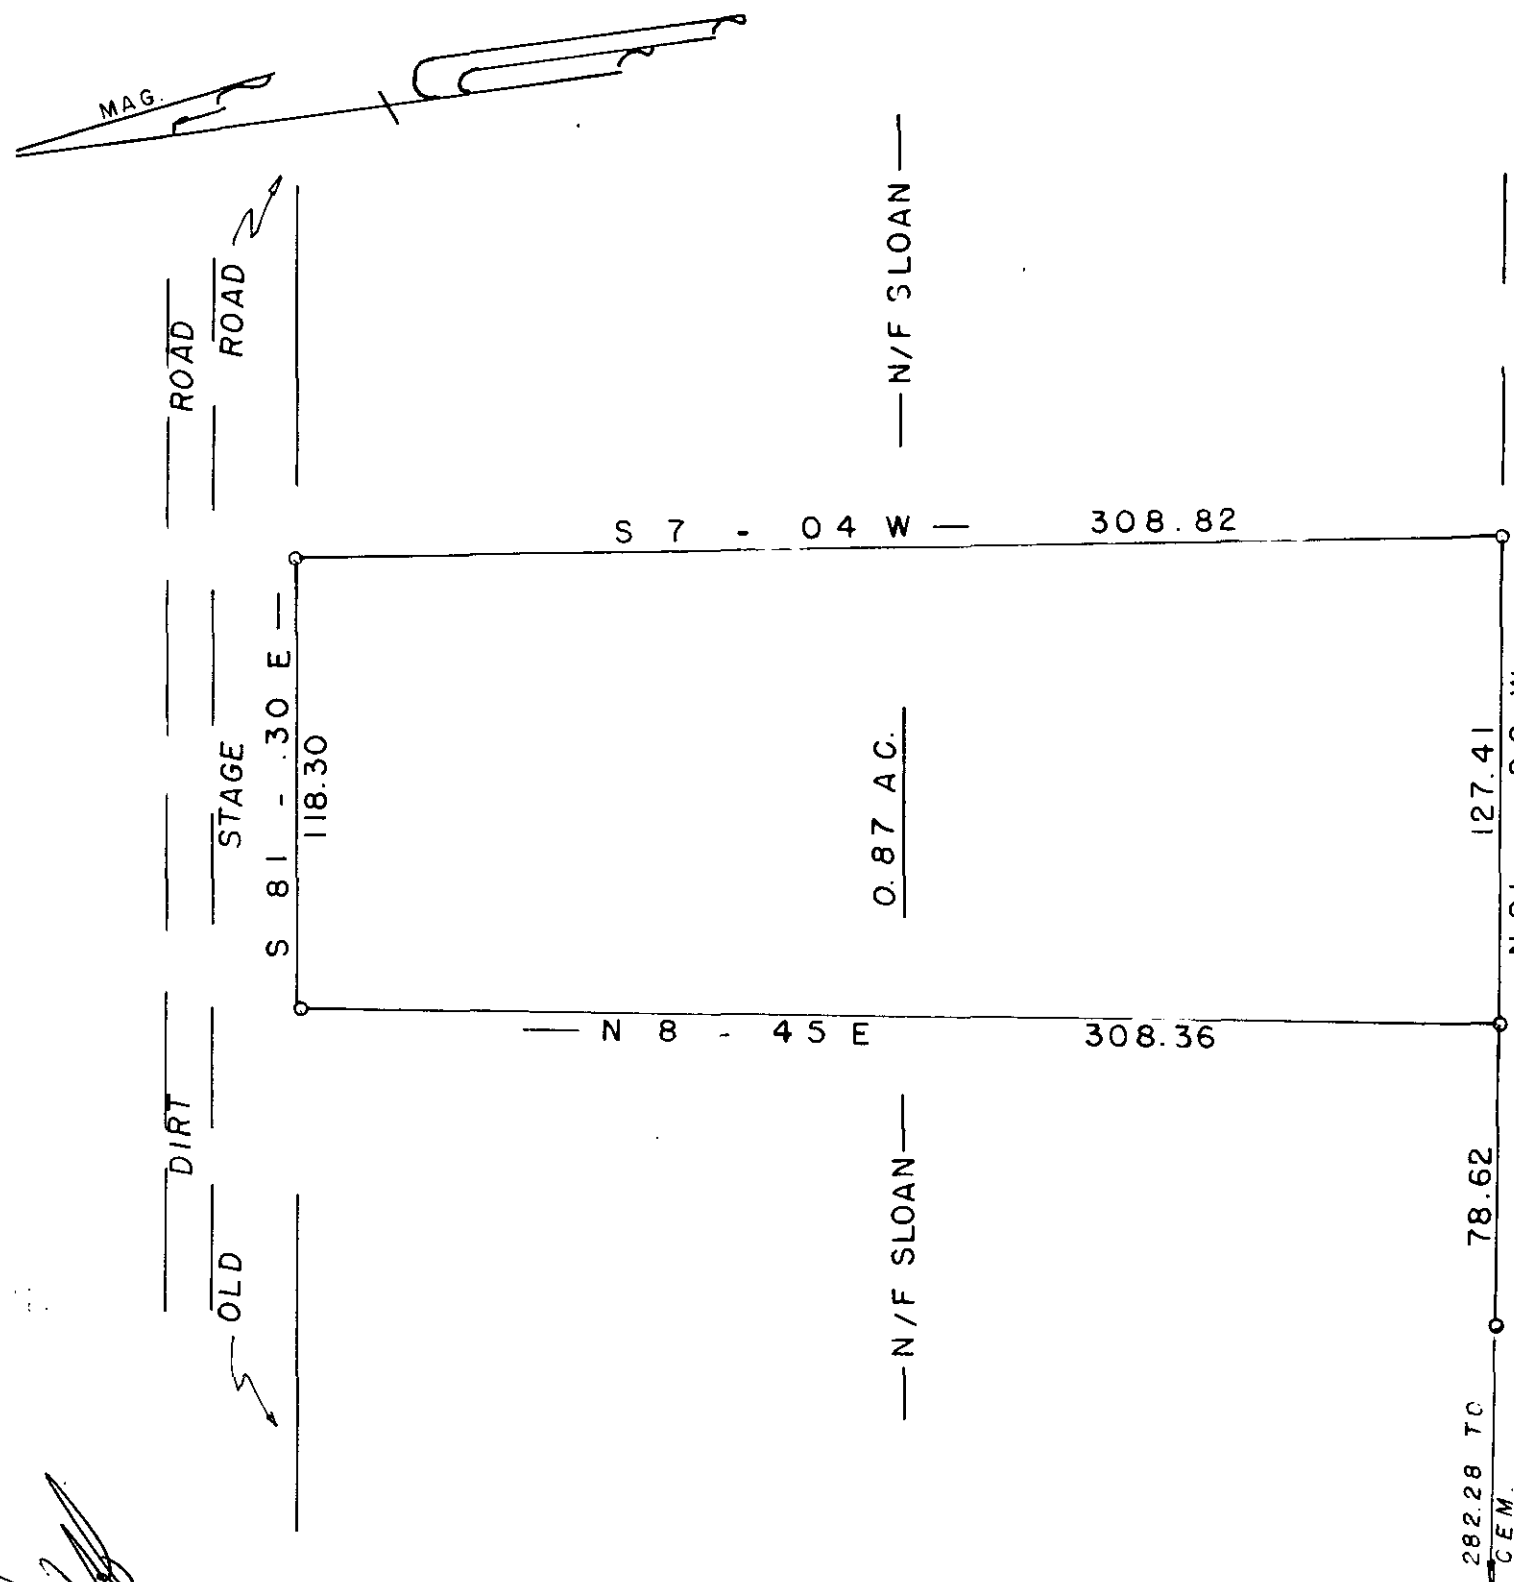 MAG.
ROAD
ROAD
— N/F SLOAN —
S 7 - 04 W — 308.82
S 81 - 30 E —
118.30
STAGE
0.87 AC.
127.41
— N 8 - 45 E 308.36
DIRT
OLD
— N/F SLOAN —
78.62
282.28 TO
CEM.